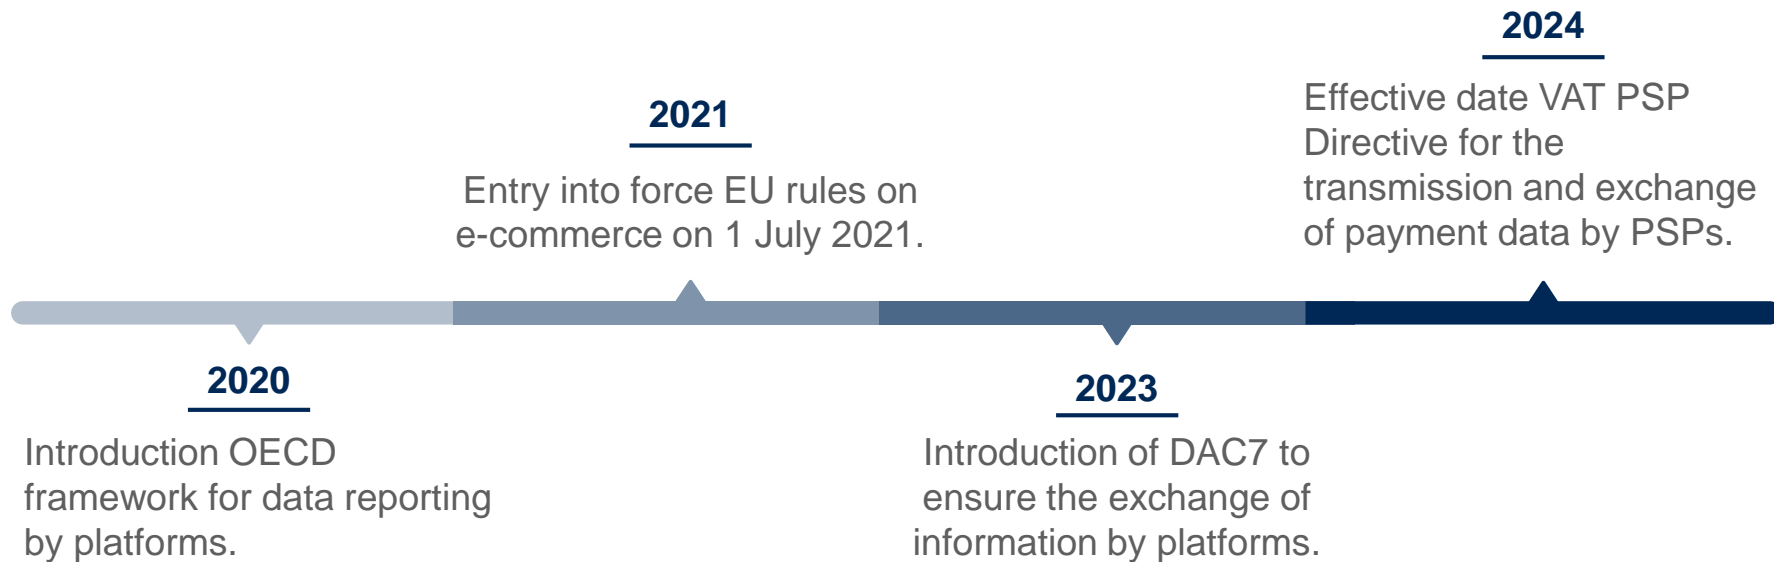 2020
Introduction OECD
framework for data reporting
by platforms.
2021
Entry into force EU rules on
e-commerce on 1 July 2021.
2023
Introduction of DAC7 to
ensure the exchange of
information by platforms.
2024
Effective date VAT PSP
Directive for the
transmission and exchange
of payment data by PSPs.